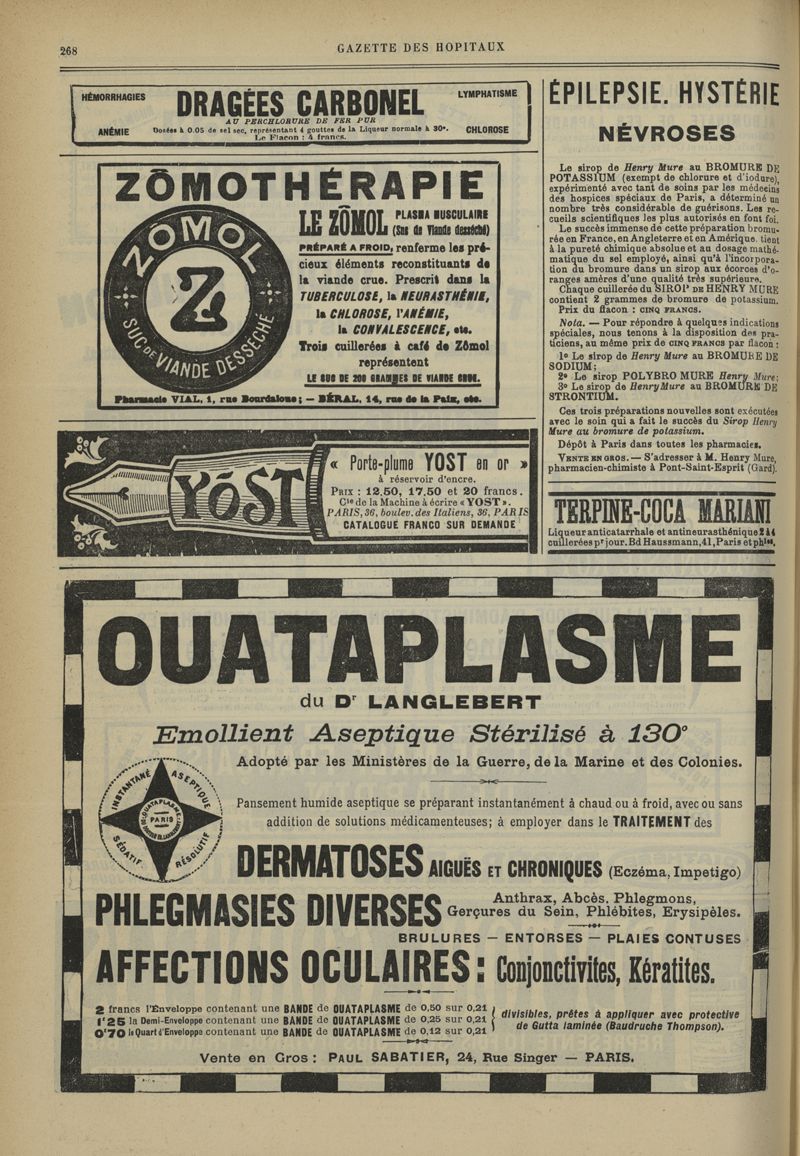 268
GAZETTE DES HOPITAUX
HÉMORRHAGIES
ANÉMIE
DRAGÉES CARBONEL
AU PERCHLORURE DE FER PUR
Dosées à 0.05 de sel sec, représentant 4 gouttes de la Liqueur normale à 30°.
Le Flacon : 4 francs.
LYMPHATISME
CHLOROSE
ZÔMOTHÉRAPIE
ZÔMOL
Z
SUC DE VIANDE DESSÉCHÉ
LE ZÔMOL PLASMA MUSCULAIRE
(Suc de Viande desséché)
PRÉPARÉ A FROID, renferme les pré-
cieux éléments reconstituants de
la viande crue. Prescrit dans la
TUBERCULOSE, la NEURASTHÉNIE,
la CHLOROSE, l'ANÉMIE,
la CONVALESCENCE, etc.
Trois cuillerées à café de Zômol
représentent
LE SUC DE 200 GRAMMES DE VIANDE CRUE.
Pharmacie VIAL, 1, rue Bourdaloue; — BÉRAL, 14, rue de la Paix, etc.
YOST
« Porte-plume YOST en or »
à réservoir d'encre.
PRIX : 12.50, 17.50 et 20 francs.
Cie de la Machine à écrire « YOST ».
PARIS, 36, boulev. des Italiens, 36, PARIS
CATALOGUE FRANCO SUR DEMANDE
ÉPILEPSIE. HYSTÉRIE
NÉVROSES
Le sirop de Henry Mure au BROMURE DE
POTASSIUM (exempt de chlorure et d'iodure),
expérimenté avec tant de soins par les médecins
des hospices spéciaux de Paris, a déterminé un
nombre très considérable de guérisons. Les re-
cueils scientifiques les plus autorisés en font foi.
Le succès immense de cette préparation bromu-
rée en France, en Angleterre et en Amérique, tient
à la pureté chimique absolue et au dosage mathé-
matique du sel employé, ainsi qu'à l'incorpora-
tion du bromure dans un sirop aux écorces d'o-
ranges amères d'une qualité très supérieure.
Chaque cuillerée du SIROP DE HENRY MURE
contient 2 grammes de bromure de potassium.
Prix du flacon : CINQ FRANCS.
Nota. — Pour répondre à quelques indications
spéciales, nous tenons à la disposition des pra-
ticiens, au même prix de CINQ FRANCS par flacon :
1° Le sirop de Henry Mure au BROMURE DE
SODIUM;
2° Le sirop POLYBROMURE Henry Mure;
3° Le sirop de Henry Mure au BROMURE DE
STRONTIUM.
Ces trois préparations nouvelles sont exécutées
avec le soin qui a fait le succès du Sirop Henry
Mure au bromure de potassium.
Dépôt à Paris dans toutes les pharmacies.
VENTE EN GROS. — S'adresser à M. Henry Mure,
pharmacien-chimiste à Pont-Saint-Esprit (Gard).
TERPINE-COCA MARIANI
Liqueur anticatarrhale et antineurasthénique 2 à 4
cuillerées pr jour. Bd Haussmann, 41, Paris et phies.
OUATAPLASME
du Dr LANGLEBERT
Emollient Aseptique Stérilisé à 130°
Adopté par les Ministères de la Guerre, de la Marine et des Colonies.
INSTANTANÉ
ASEPTIQUE
SÉDATIF
RÉSOLUTIF
OUATAPLASME
PARIS
DOCTEUR LANGLEBERT
Pansement humide aseptique se préparant instantanément à chaud ou à froid, avec ou sans
addition de solutions médicamenteuses; à employer dans le TRAITEMENT des
DERMATOSES AIGUËS ET CHRONIQUES (Eczéma, Impetigo)
PHLEGMASIES DIVERSES Anthrax, Abcès, Phlegmons,
Gerçures du Sein, Phlébites, Erysipèles.
BRULURES — ENTORSES — PLAIES CONTUSES
AFFECTIONS OCULAIRES : Conjonctivites, Kératites.
2 francs l'Enveloppe contenant une BANDE de OUATAPLASME de 0,50 sur 0,21
1f25 la Demi-Enveloppe contenant une BANDE de OUATAPLASME de 0,25 sur 0,21
0f70 le Quart d'Enveloppe contenant une BANDE de OUATAPLASME de 0,12 sur 0,21
divisibles, prêtes à appliquer avec protective
de Gutta laminée (Baudruche Thompson).
Vente en Gros : PAUL SABATIER, 24, Rue Singer — PARIS.